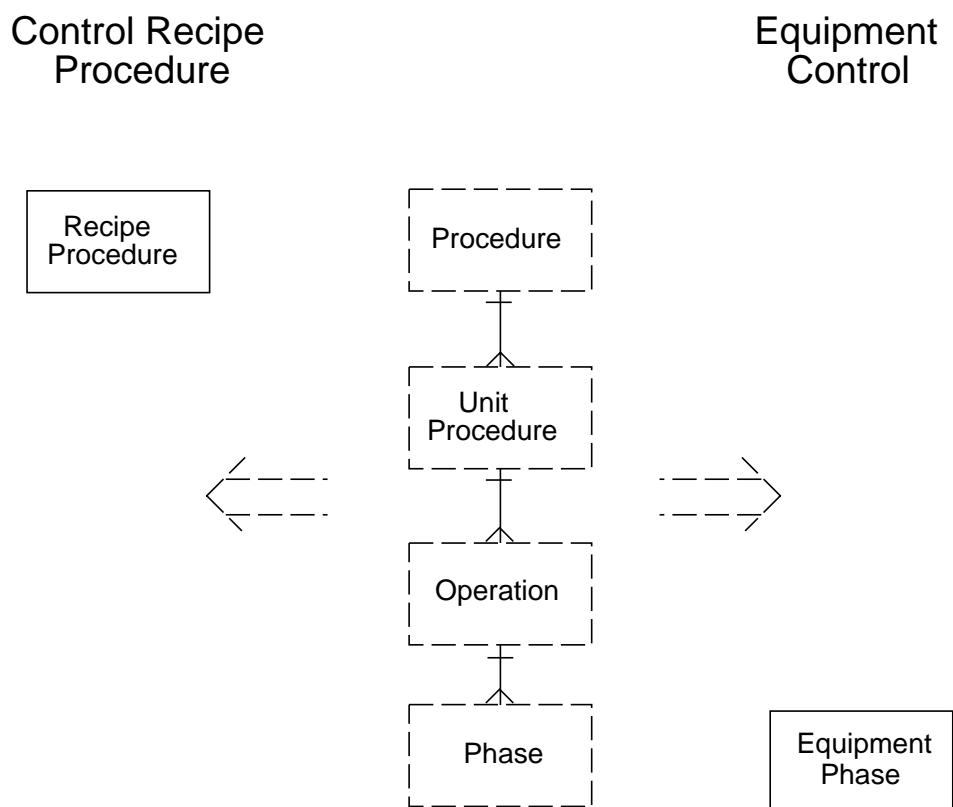 Control Recipe
Procedure
Equipment
Control
Recipe
Procedure
Procedure
Unit
Procedure
Operation
Phase
Equipment
Phase